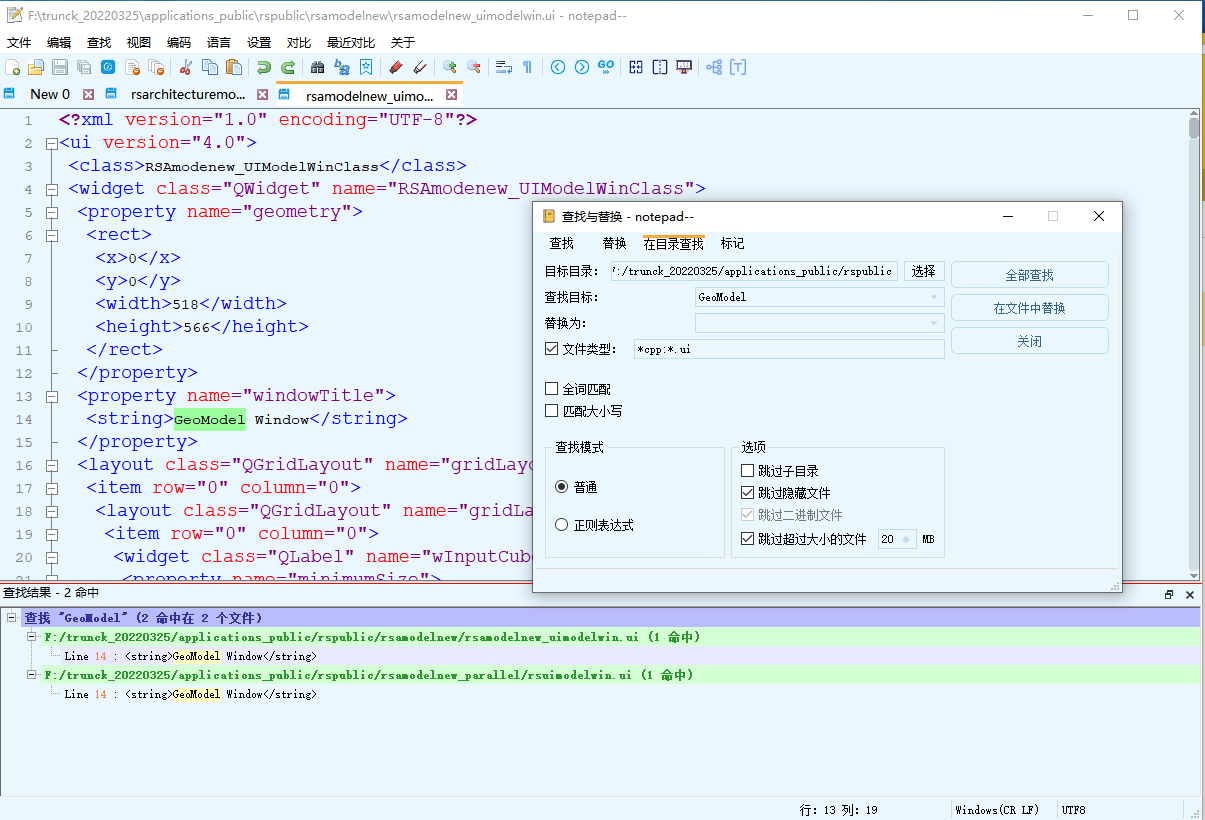 F:\trunck_20220325\applications_public\rspublic\rsamodelnew\rsamodelnew_uimodelwin.ui - notepad--
文件 编辑 查找 视图 编码 语言 设置 对比 最近对比 关于
New 0 rsarchitecturemo... rsamodelnew_uimo...
1 <?xml version="1.0" encoding="UTF-8"?>
2 <ui version="4.0">
3 <class>RSAmodenew_UIModelWinClass</class>
4 <widget class="QWidget" name="RSAmodenew_UIModelWinClass">
5 <property name="geometry">
6 <rect>
7 <x>0</x>
8 <y>0</y>
9 <width>518</width>
10 <height>566</height>
11 </rect>
12 </property>
13 <property name="windowTitle">
14 <string>GeoModel Window</string>
15 </property>
16 <layout class="QGridLayout" name="gridLayo
17 <item row="0" column="0">
18 <layout class="QGridLayout" name="gridLa
19 <item row="0" column="0">
20 <widget class="QLabel" name="wInputCub
21 <property name="minimumSize">
查找与替换 - notepad--
查找 替换 在目录查找 标记
目标目录: :/trunck_20220325/applications_public/rspublic 选择 全部查找
查找目标: GeoModel 在文件中替换
替换为: 关闭
文件类型: *cpp:*.ui
全词匹配
匹配大小写
查找模式 选项
普通
正则表达式
跳过子目录
跳过隐藏文件
跳过二进制文件
跳过超过大小的文件 20 MB
查找结果 - 2 命中
查找 "GeoModel" (2 命中在 2 个文件)
F:/trunck_20220325/applications_public/rspublic/rsamodelnew/rsamodelnew_uimodelwin.ui (1 命中)
Line 14 : <string>GeoModel Window</string>
F:/trunck_20220325/applications_public/rspublic/rsamodelnew_parallel/rsuimodelwin.ui (1 命中)
Line 14 : <string>GeoModel Window</string>
行: 13 列: 19 Windows(CR LF) UTF8